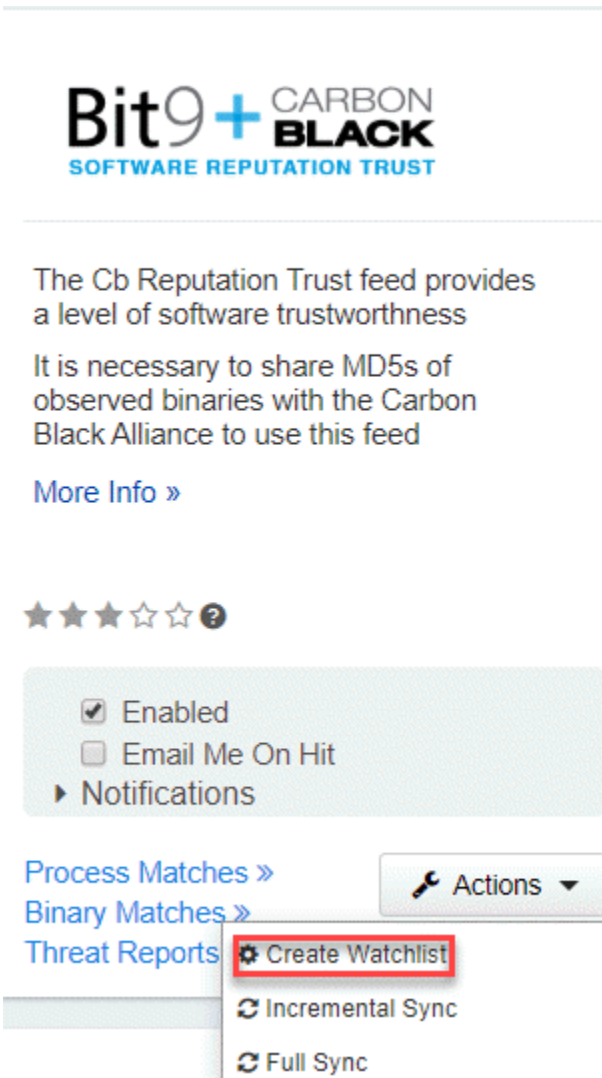 Bit9 + CARBON BLACK
SOFTWARE REPUTATION TRUST
The Cb Reputation Trust feed provides
a level of software trustworthness
It is necessary to share MD5s of
observed binaries with the Carbon
Black Alliance to use this feed
More Info »
Enabled
Email Me On Hit
Notifications
Process Matches »
Binary Matches »
Threat Reports
Actions
Create Watchlist
Incremental Sync
Full Sync